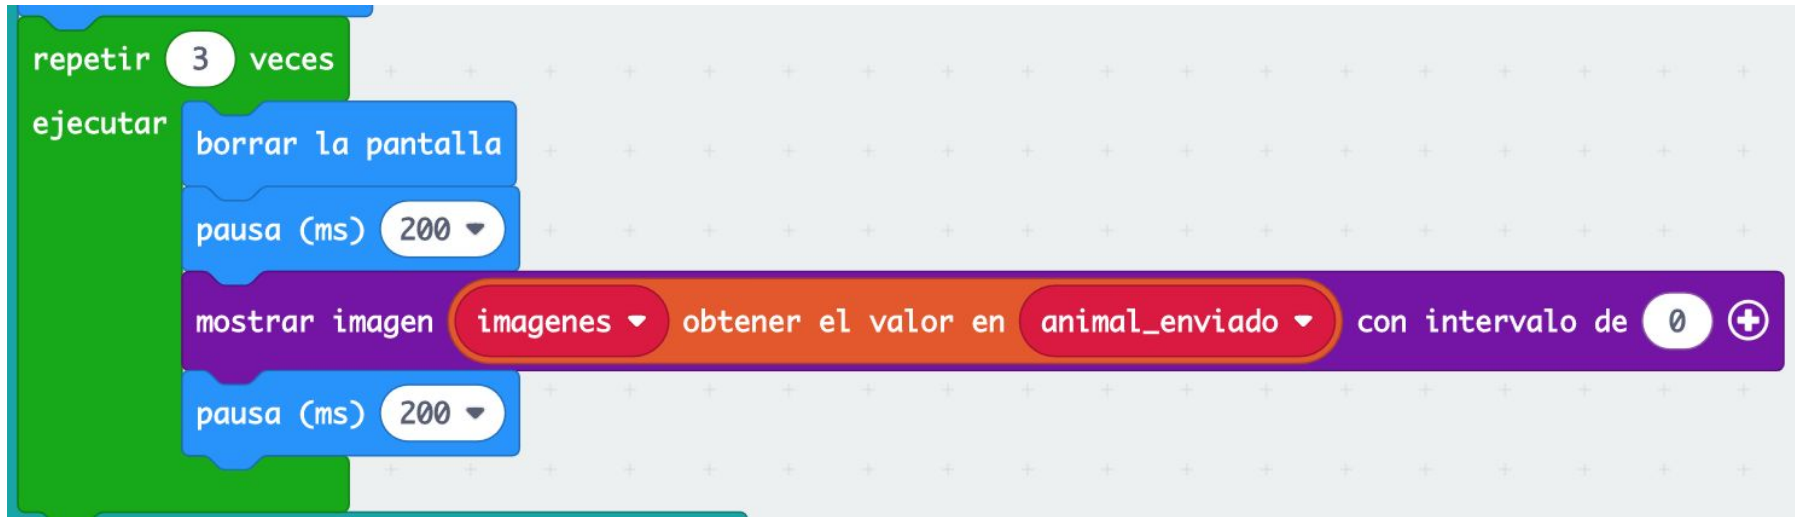 repetir 3 veces
ejecutar
borrar la pantalla
pausa (ms) 200
mostrar imagen imagenes obtener el valor en animal_enviado con intervalo de 0
pausa (ms) 200